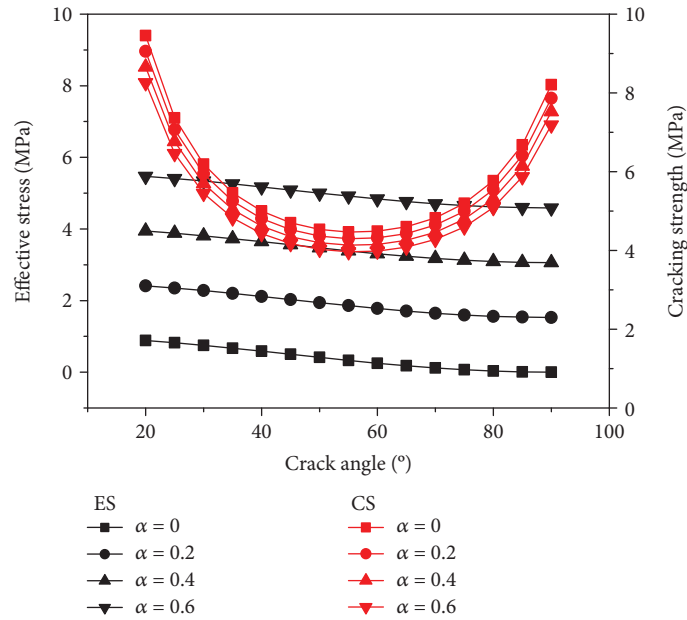 10
8
6
4
2
0
Effective stress (MPa)
10
8
6
4
2
0
Cracking strength (MPa)
20
40
60
80
100
Crack angle (°)
ES
α = 0
α = 0.2
α = 0.4
α = 0.6
CS
α = 0
α = 0.2
α = 0.4
α = 0.6